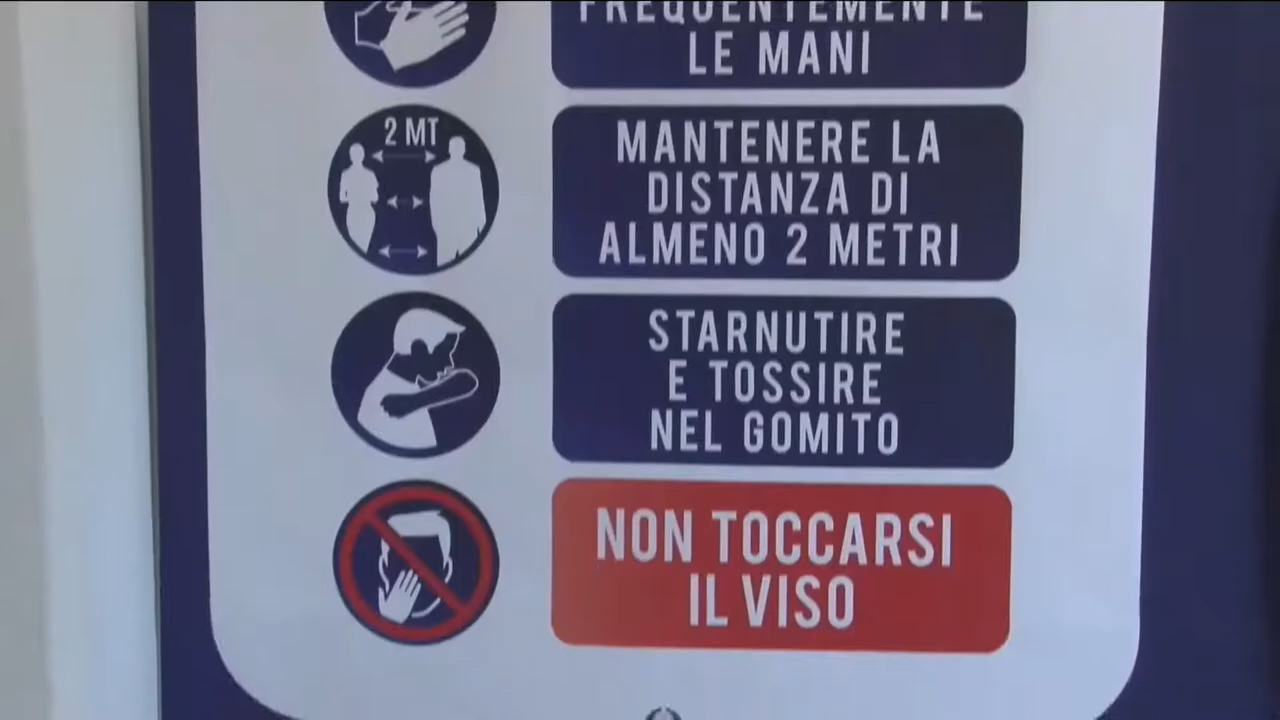 FREQUENTEMENTE
LE MANI
2 MT
MANTENERE LA
DISTANZA DI
ALMENO 2 METRI
STARNUTIRE
E TOSSIRE
NEL GOMITO
NON TOCCARSI
IL VISO